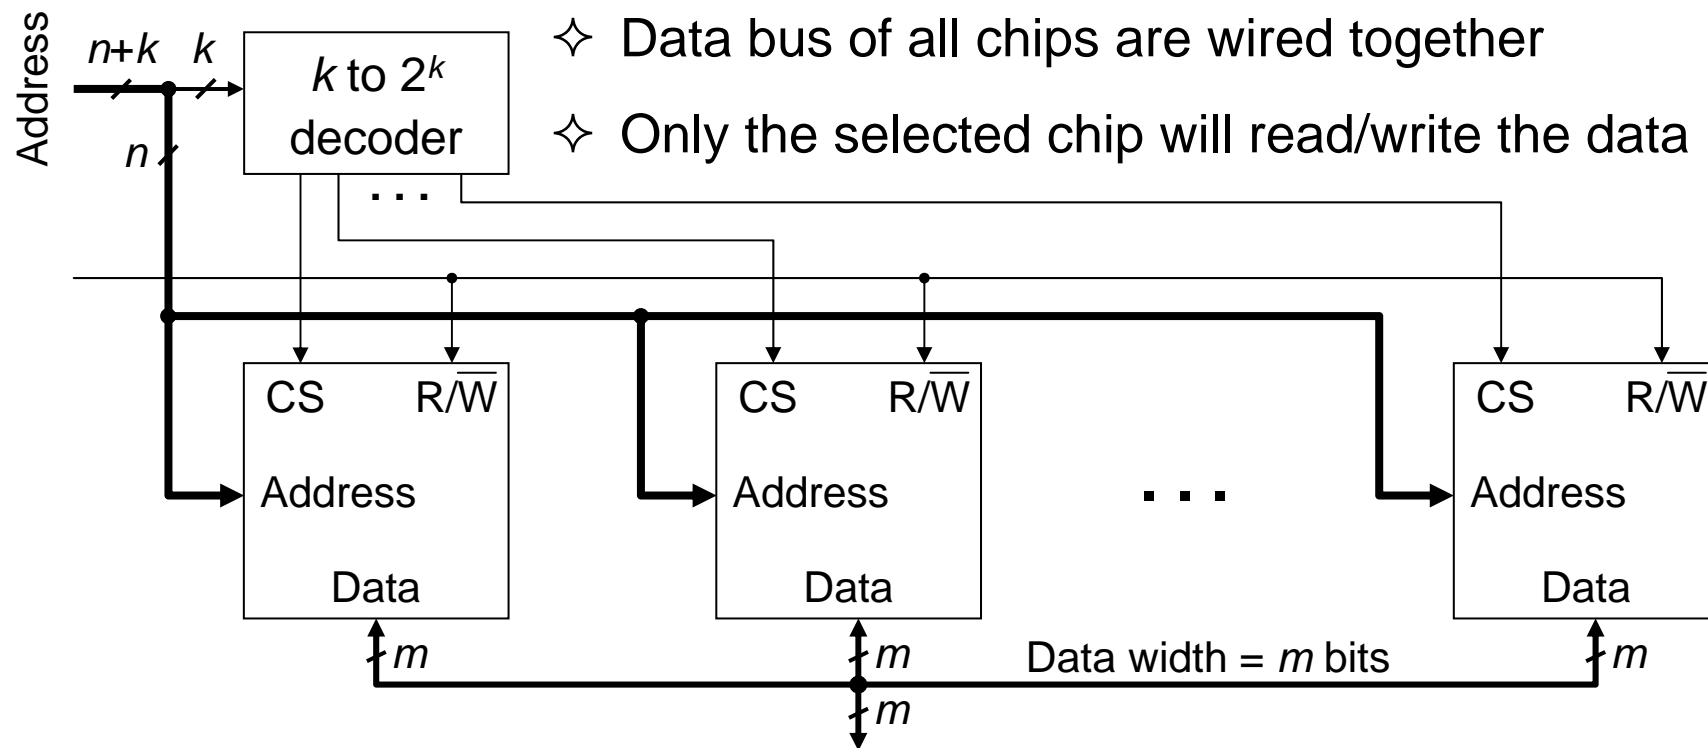 ✧ Data bus of all chips are wired together
✧ Only the selected chip will read/write the data
Address
n+k
k
n
k to 2ᵏ
decoder
. . .
CS R/W̅
Address
Data
CS R/W̅
Address
Data
. . .
CS R/W̅
Address
Data
m
m
Data width = m bits
m
m